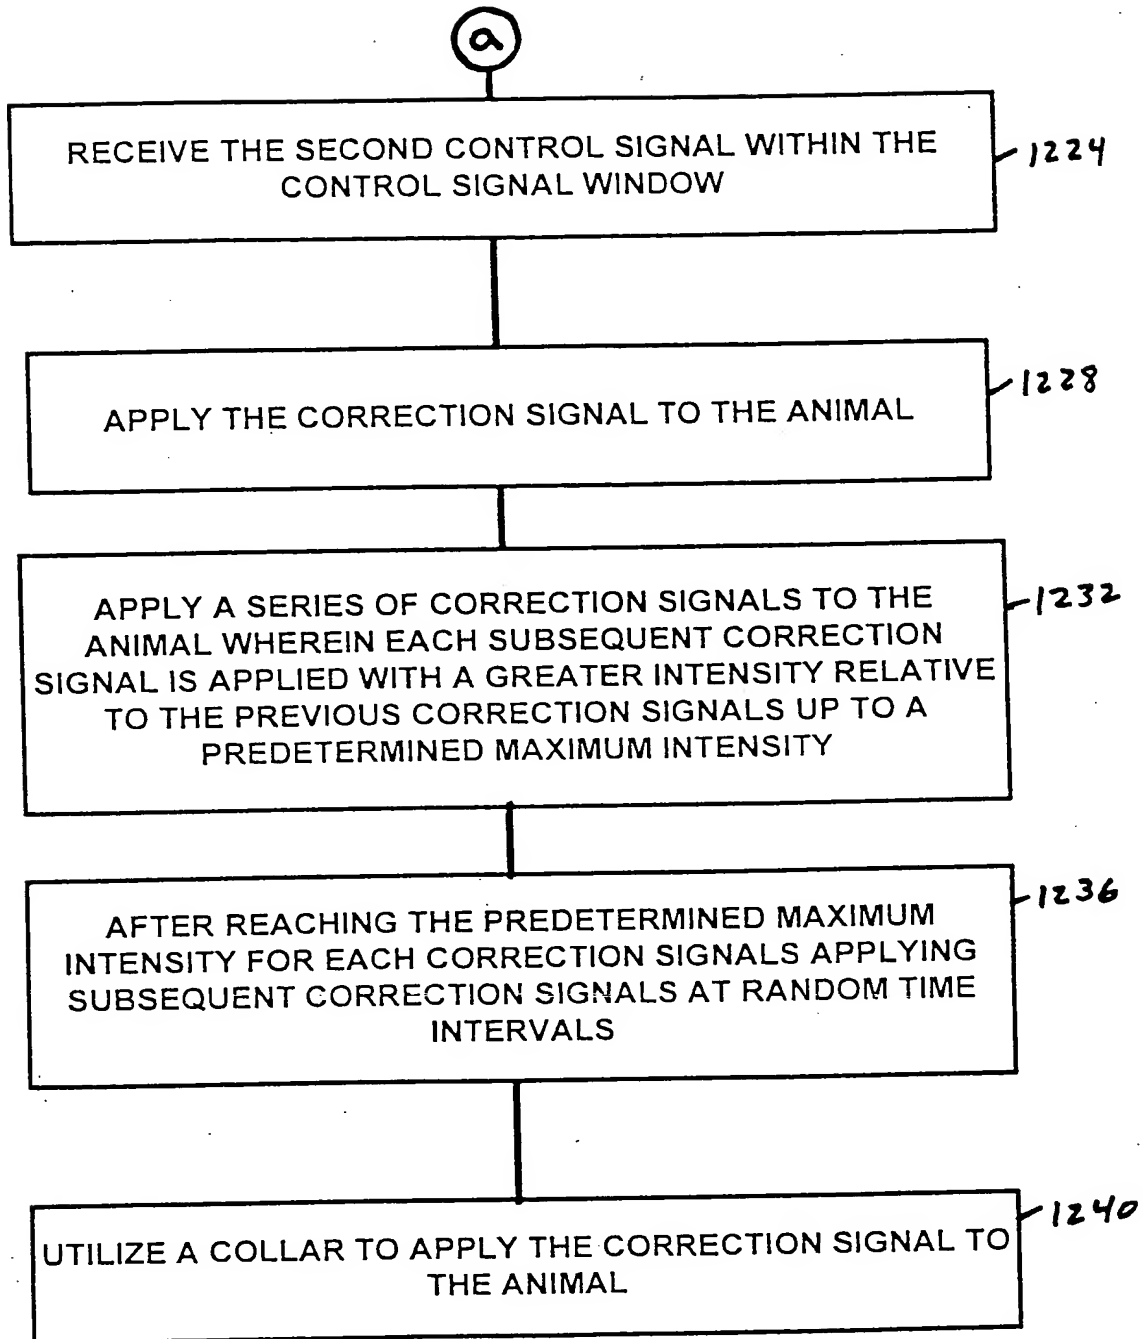 a
RECEIVE THE SECOND CONTROL SIGNAL WITHIN THE
CONTROL SIGNAL WINDOW
1224
APPLY THE CORRECTION SIGNAL TO THE ANIMAL
1228
APPLY A SERIES OF CORRECTION SIGNALS TO THE
ANIMAL WHEREIN EACH SUBSEQUENT CORRECTION
SIGNAL IS APPLIED WITH A GREATER INTENSITY RELATIVE
TO THE PREVIOUS CORRECTION SIGNALS UP TO A
PREDETERMINED MAXIMUM INTENSITY
1232
AFTER REACHING THE PREDETERMINED MAXIMUM
INTENSITY FOR EACH CORRECTION SIGNALS APPLYING
SUBSEQUENT CORRECTION SIGNALS AT RANDOM TIME
INTERVALS
1236
UTILIZE A COLLAR TO APPLY THE CORRECTION SIGNAL TO
THE ANIMAL
1240